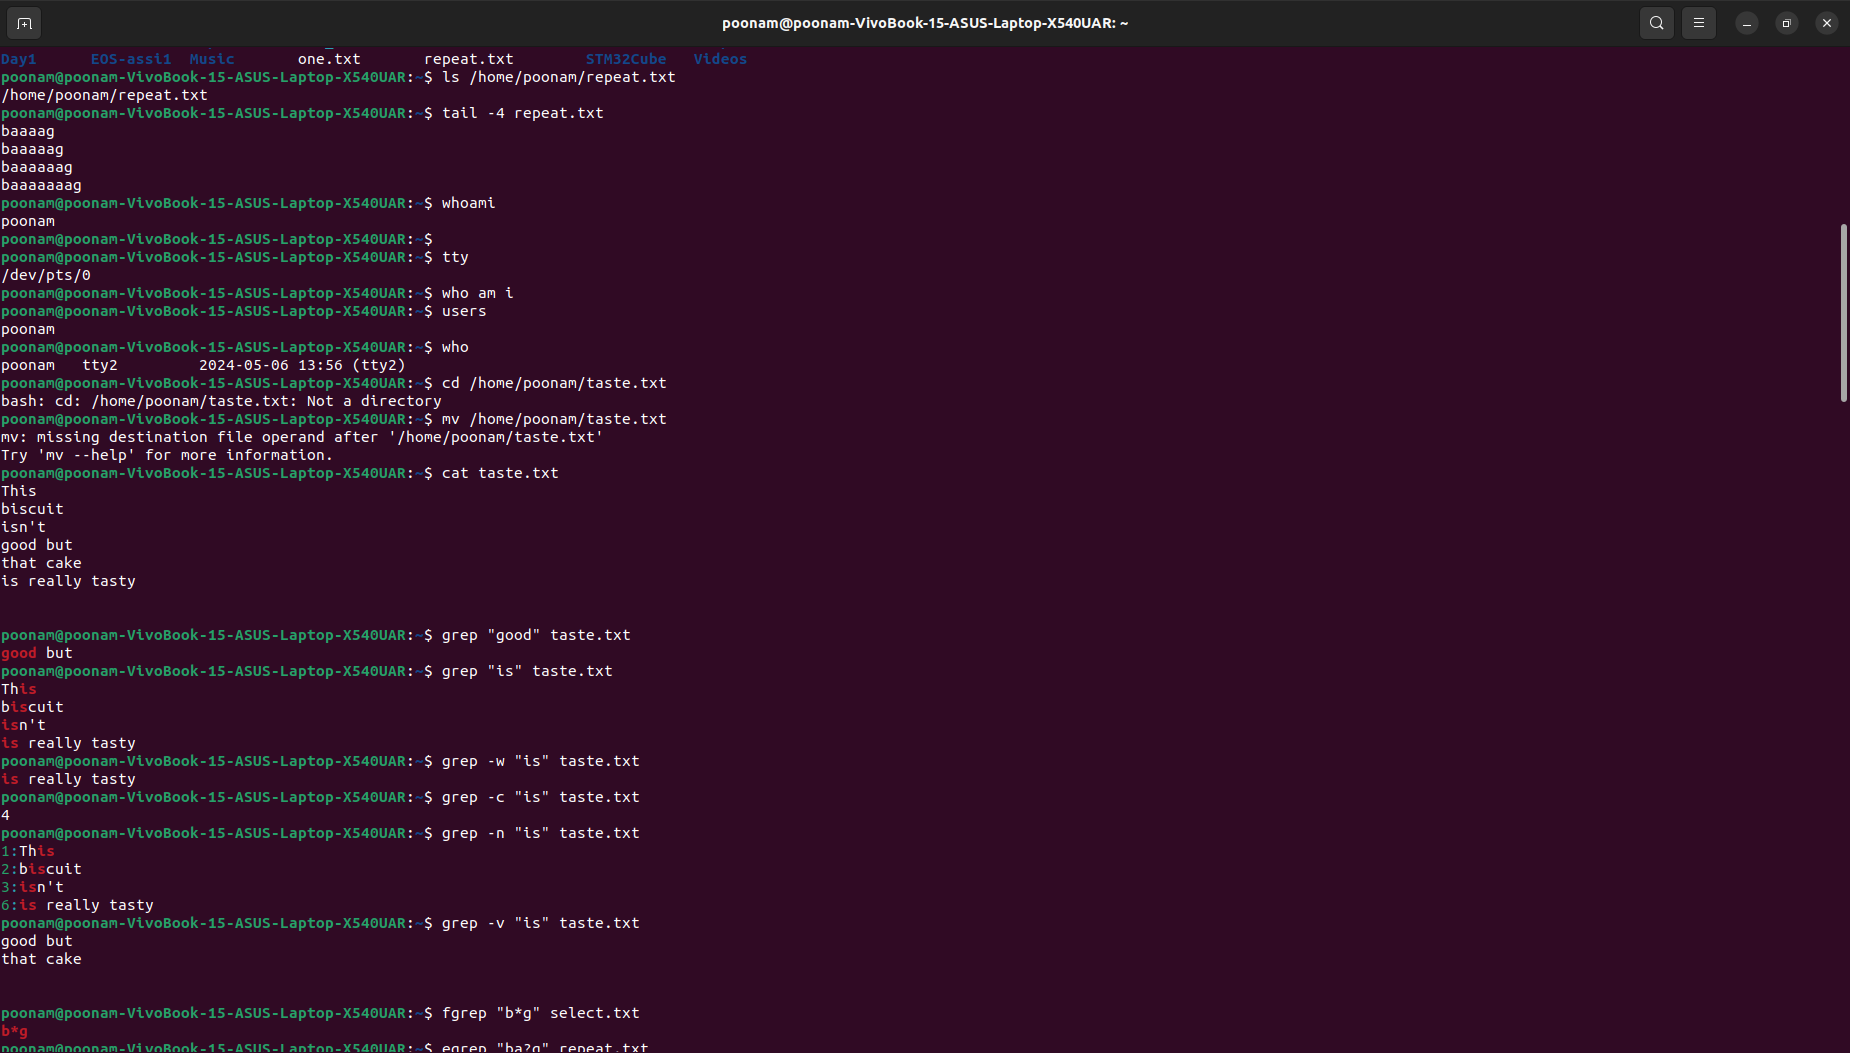 poonam@poonam-VivoBook-15-ASUS-Laptop-X540UAR: ~
Day1      EOS-assi1  Music       one.txt       repeat.txt        STM32Cube   Videos
poonam@poonam-VivoBook-15-ASUS-Laptop-X540UAR:~$ ls /home/poonam/repeat.txt
/home/poonam/repeat.txt
poonam@poonam-VivoBook-15-ASUS-Laptop-X540UAR:~$ tail -4 repeat.txt
baaaag
baaaaag
baaaaaag
baaaaaaag
poonam@poonam-VivoBook-15-ASUS-Laptop-X540UAR:~$ whoami
poonam
poonam@poonam-VivoBook-15-ASUS-Laptop-X540UAR:~$
poonam@poonam-VivoBook-15-ASUS-Laptop-X540UAR:~$ tty
/dev/pts/0
poonam@poonam-VivoBook-15-ASUS-Laptop-X540UAR:~$ who am i
poonam@poonam-VivoBook-15-ASUS-Laptop-X540UAR:~$ users
poonam
poonam@poonam-VivoBook-15-ASUS-Laptop-X540UAR:~$ who
poonam   tty2         2024-05-06 13:56 (tty2)
poonam@poonam-VivoBook-15-ASUS-Laptop-X540UAR:~$ cd /home/poonam/taste.txt
bash: cd: /home/poonam/taste.txt: Not a directory
poonam@poonam-VivoBook-15-ASUS-Laptop-X540UAR:~$ mv /home/poonam/taste.txt
mv: missing destination file operand after '/home/poonam/taste.txt'
Try 'mv --help' for more information.
poonam@poonam-VivoBook-15-ASUS-Laptop-X540UAR:~$ cat taste.txt
This
biscuit
isn't
good but
that cake
is really tasty
poonam@poonam-VivoBook-15-ASUS-Laptop-X540UAR:~$ grep "good" taste.txt
good but
poonam@poonam-VivoBook-15-ASUS-Laptop-X540UAR:~$ grep "is" taste.txt
This
biscuit
isn't
is really tasty
poonam@poonam-VivoBook-15-ASUS-Laptop-X540UAR:~$ grep -w "is" taste.txt
is really tasty
poonam@poonam-VivoBook-15-ASUS-Laptop-X540UAR:~$ grep -c "is" taste.txt
4
poonam@poonam-VivoBook-15-ASUS-Laptop-X540UAR:~$ grep -n "is" taste.txt
1:This
2:biscuit
3:isn't
6:is really tasty
poonam@poonam-VivoBook-15-ASUS-Laptop-X540UAR:~$ grep -v "is" taste.txt
good but
that cake
poonam@poonam-VivoBook-15-ASUS-Laptop-X540UAR:~$ fgrep "b*g" select.txt
b*g
poonam@poonam-VivoBook-15-ASUS-Laptop-X540UAR:~$ egrep "ba?g" repeat.txt